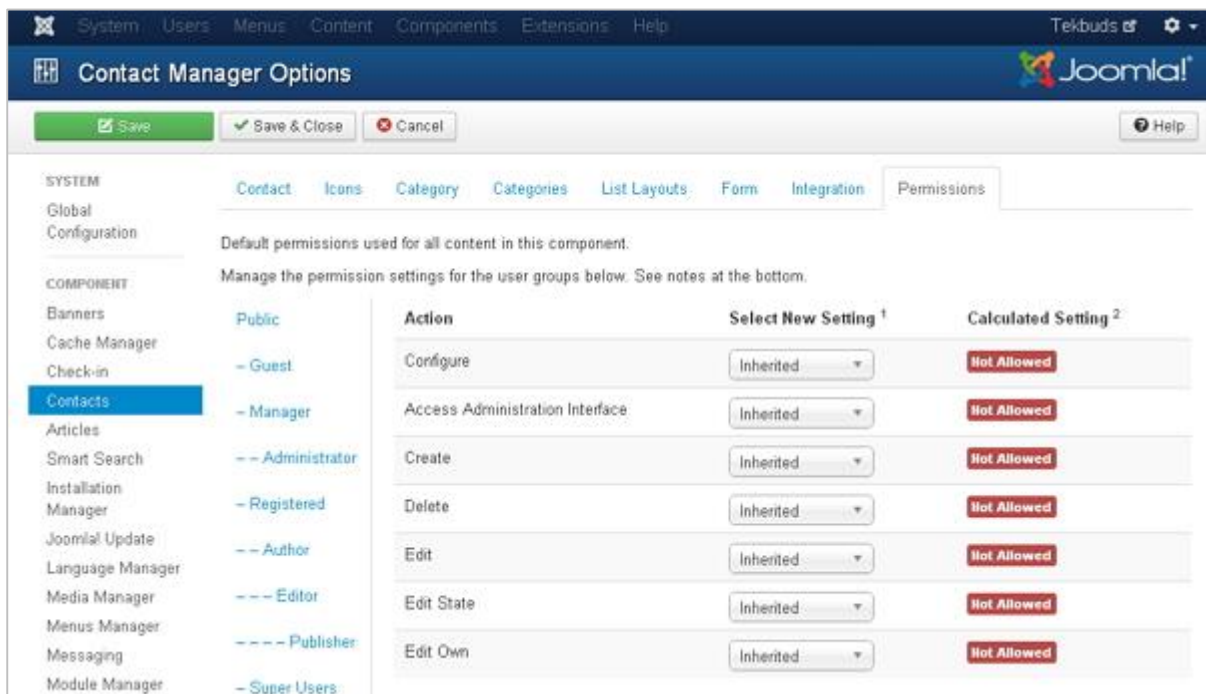 System Users Menus Content Components Extensions Help Tekbuds
Contact Manager Options Joomla!
Save Save & Close Cancel Help
SYSTEM
Global
Configuration
COMPONENT
Banners
Cache Manager
Check-in
Contacts
Articles
Smart Search
Installation
Manager
Joomla! Update
Language Manager
Media Manager
Menus Manager
Messaging
Module Manager
Contact Icons Category Categories List Layouts Form Integration Permissions
Default permissions used for all content in this component.
Manage the permission settings for the user groups below. See notes at the bottom.
Public
– Guest
– Manager
– – Administrator
– Registered
– – Author
– – – Editor
– – – – Publisher
– Super Users
Action Select New Setting 1 Calculated Setting 2
Configure Inherited Not Allowed
Access Administration Interface Inherited Not Allowed
Create Inherited Not Allowed
Delete Inherited Not Allowed
Edit Inherited Not Allowed
Edit State Inherited Not Allowed
Edit Own Inherited Not Allowed